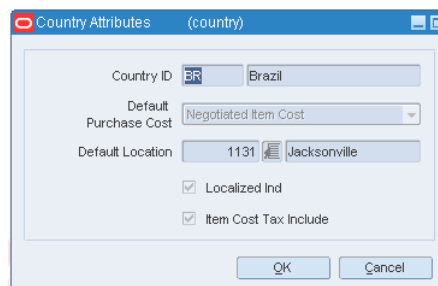 Country Attributes (country)
Country ID BR Brazil
Default
Purchase Cost Negotiated Item Cost
Default Location 1131 Jacksonville
Localized Ind
Item Cost Tax Include
OK Cancel